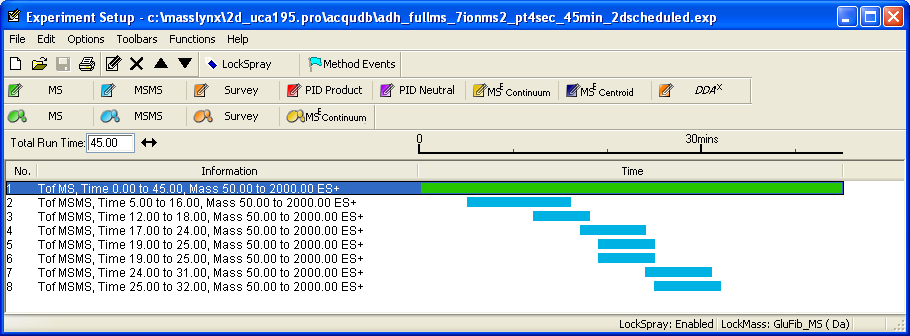 Experiment Setup - c:\masslynx\2d_uca195.pro\acqudb\adh_fullms_7ionms2_pt4sec_45min_2dscheduled.exp
File Edit Options Toolbars Functions Help
LockSpray Method Events
MS MSMS Survey PID Product PID Neutral MSE Continuum MSE Centroid DDAX
MS MSMS Survey MSE Continuum
Total Run Time: 45.00 0 30mins
No. Information Time
1 Tof MS, Time 0.00 to 45.00, Mass 50.00 to 2000.00 ES+
2 Tof MSMS, Time 5.00 to 16.00, Mass 50.00 to 2000.00 ES+
3 Tof MSMS, Time 12.00 to 18.00, Mass 50.00 to 2000.00 ES+
4 Tof MSMS, Time 17.00 to 24.00, Mass 50.00 to 2000.00 ES+
5 Tof MSMS, Time 19.00 to 25.00, Mass 50.00 to 2000.00 ES+
6 Tof MSMS, Time 19.00 to 25.00, Mass 50.00 to 2000.00 ES+
7 Tof MSMS, Time 24.00 to 31.00, Mass 50.00 to 2000.00 ES+
8 Tof MSMS, Time 25.00 to 32.00, Mass 50.00 to 2000.00 ES+
LockSpray: Enabled LockMass: GluFib_MS ( Da)